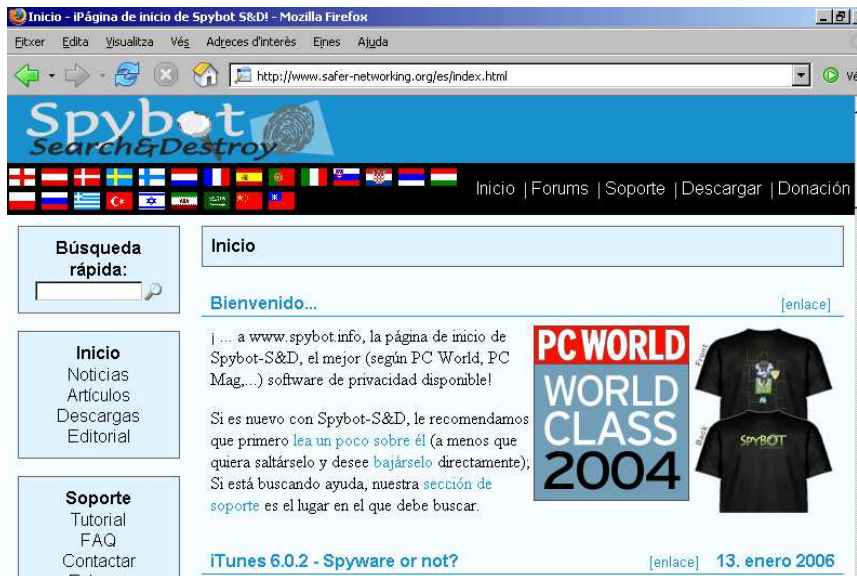 Inicio - ¡Página de inicio de Spybot S&D! - Mozilla Firefox
Fitxer Edita Visualitza Vés Adreces d'interès Eines Ajuda
http://www.safer-networking.org/es/index.html Vé
Spybot
Search&Destroy
Inicio | Forums | Soporte | Descargar | Donación
Búsqueda
rápida:
Inicio
Noticias
Artículos
Descargas
Editorial
Soporte
Tutorial
FAQ
Contactar
Inicio
Bienvenido... [enlace]
¡ ... a www.spybot.info, la página de inicio de
Spybot-S&D, el mejor (según PC World, PC
Mag,...) software de privacidad disponible!
Si es nuevo con Spybot-S&D, le recomendamos
que primero lea un poco sobre él (a menos que
quiera saltárselo y desee bajárselo directamente);
Si está buscando ayuda, nuestra sección de
soporte es el lugar en el que debe buscar.
PC WORLD
WORLD
CLASS
2004
Front
Back
SPYBOT
iTunes 6.0.2 - Spyware or not? [enlace] 13. enero 2006